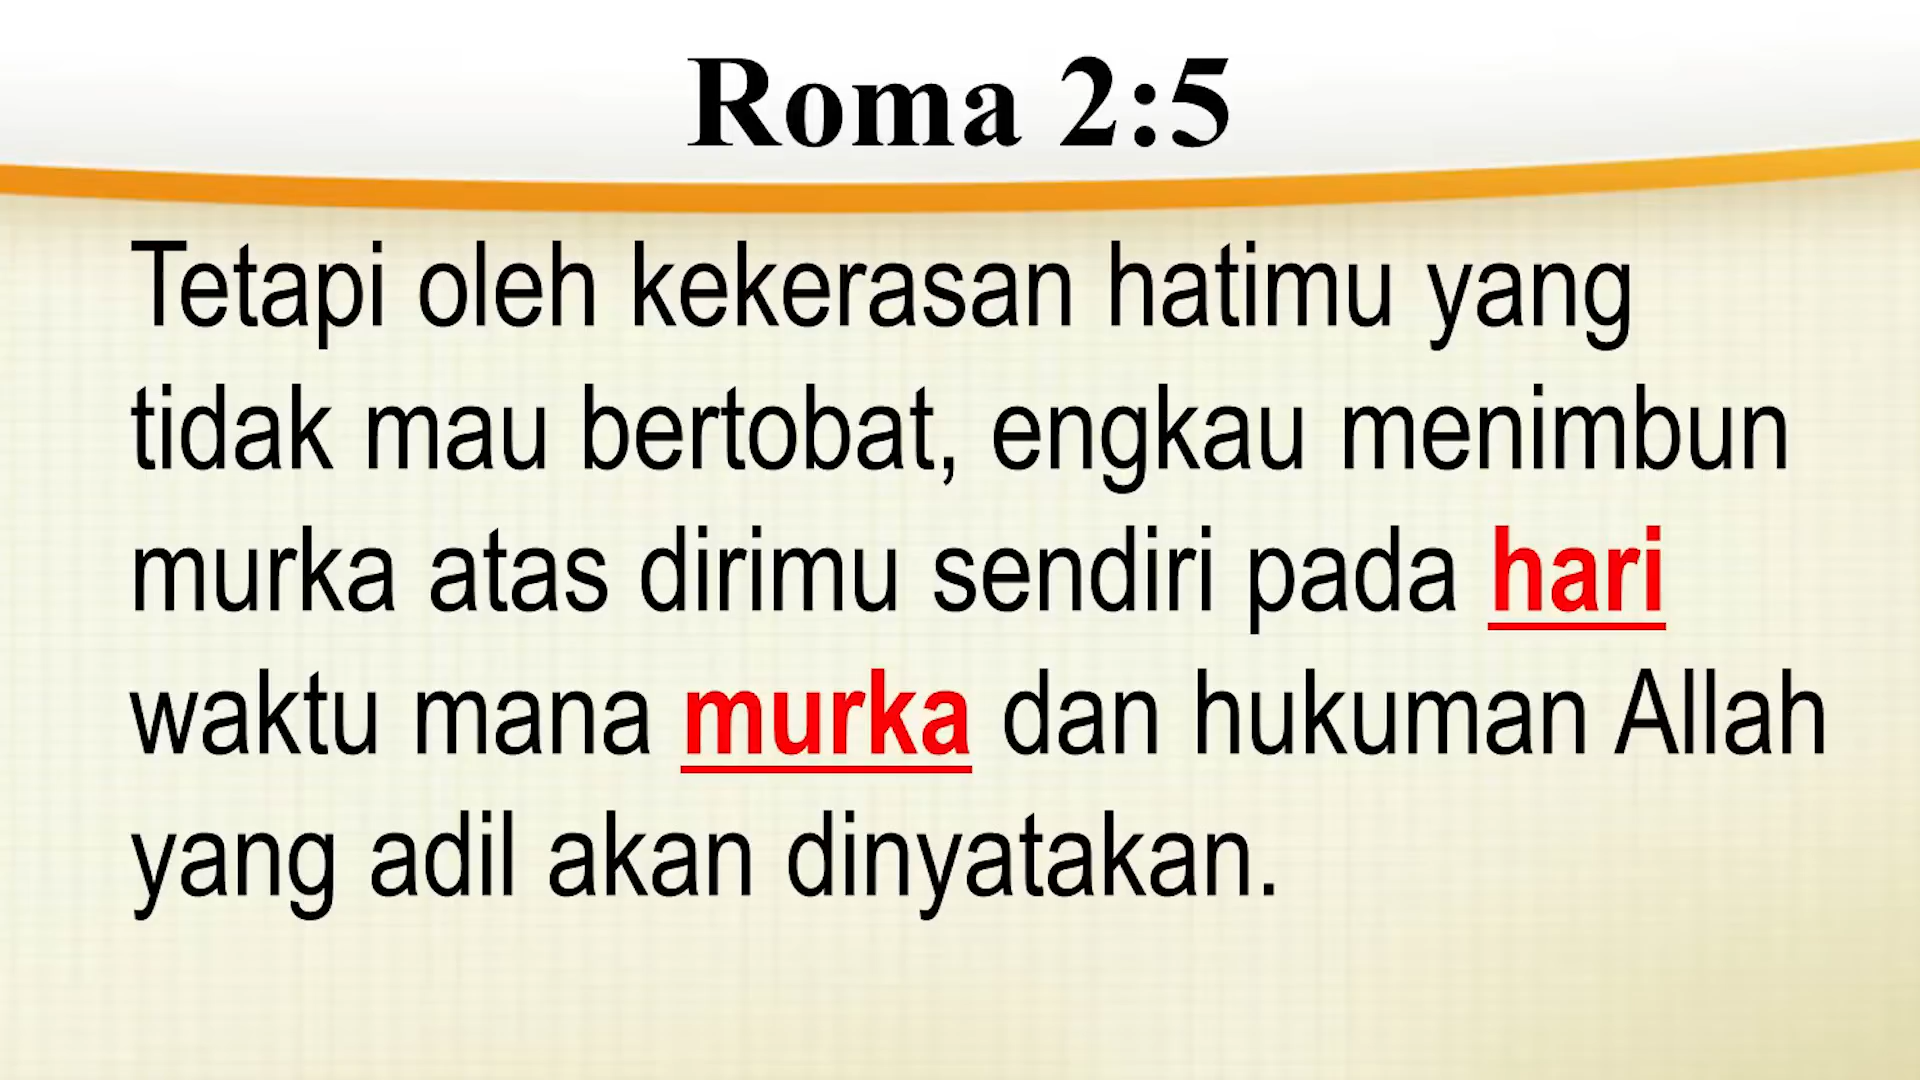 Roma 2:5
Tetapi oleh kekerasan hatimu yang
tidak mau bertobat, engkau menimbun
murka atas dirimu sendiri pada hari
waktu mana murka dan hukuman Allah
yang adil akan dinyatakan.